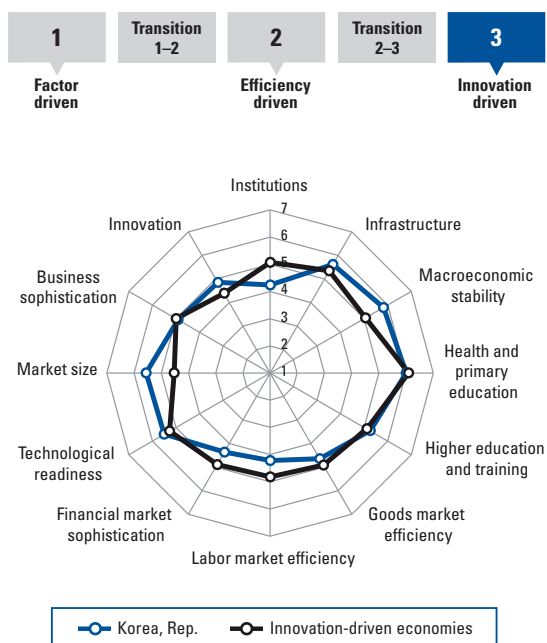 1
Transition
1–2
2
Transition
2–3
3
Factor
driven
Efficiency
driven
Innovation
driven
Institutions
7
6
5
4
3
2
1
Infrastructure
Macroeconomic
stability
Health and
primary
education
Higher education
and training
Goods market
efficiency
Labor market efficiency
Financial market
sophistication
Technological
readiness
Market size
Business
sophistication
Innovation
Korea, Rep.
Innovation-driven economies